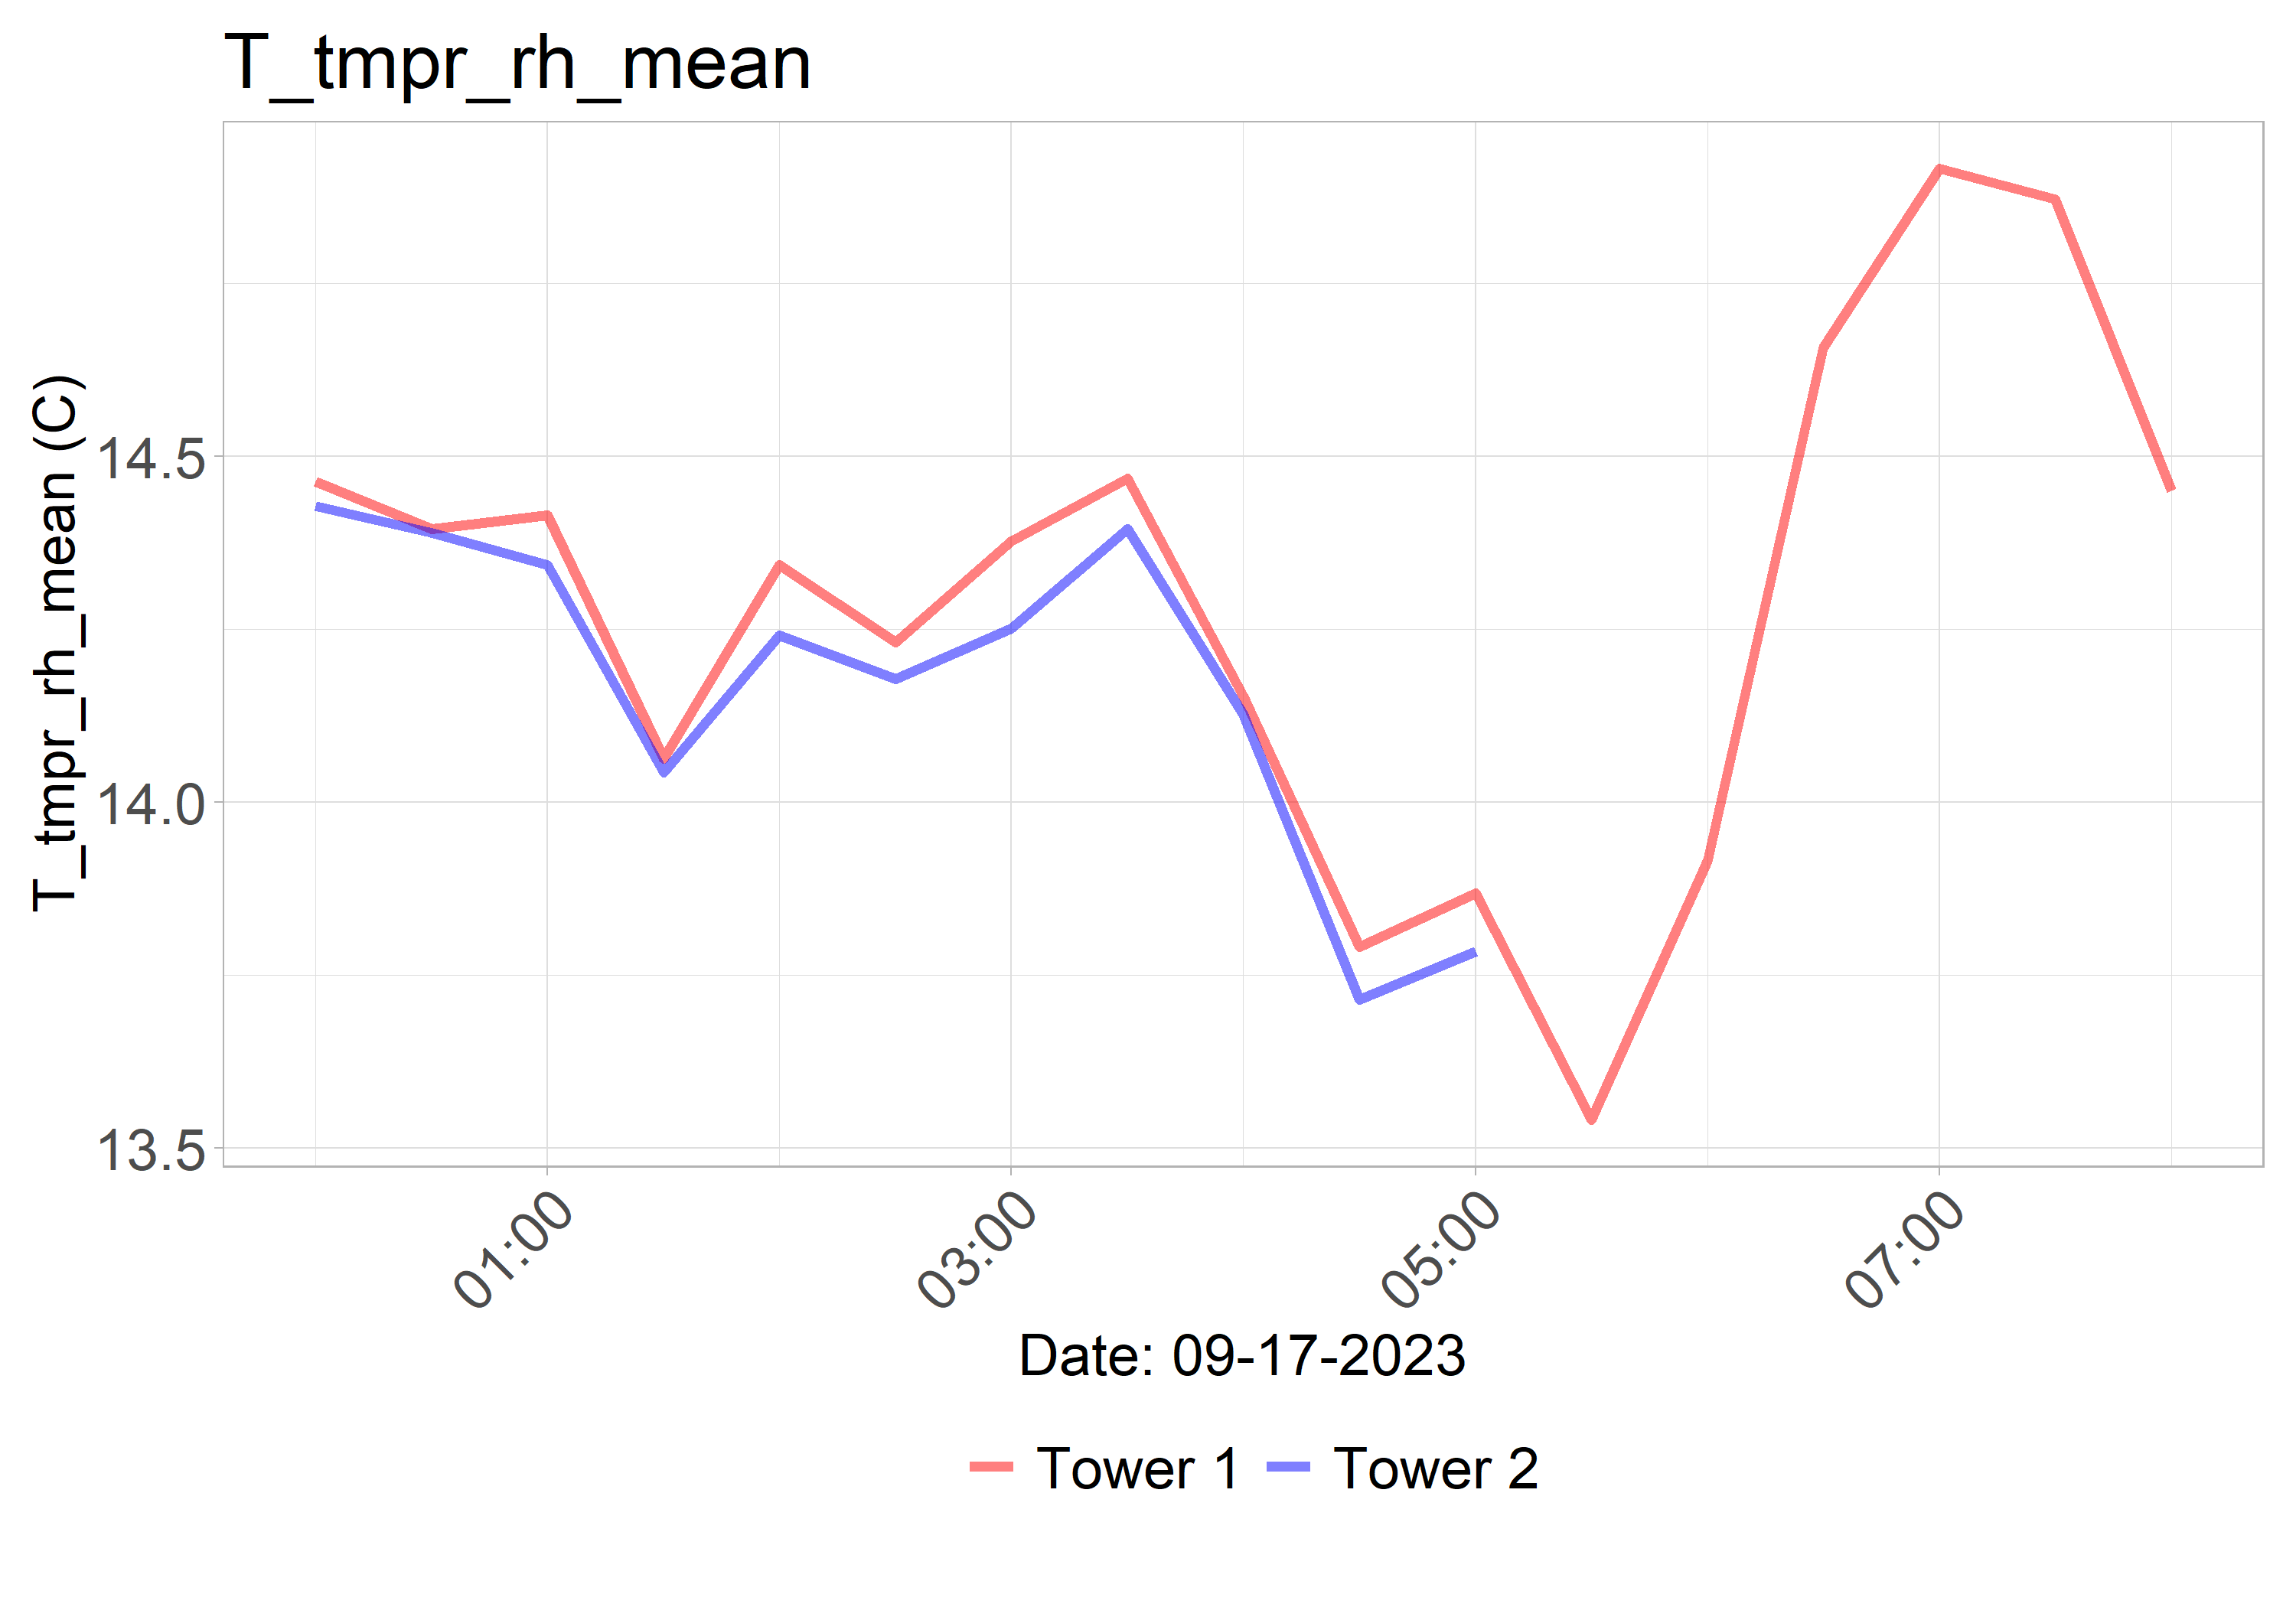 T_tmpr_rh_mean
T_tmpr_rh_mean (C)
14.5
14.0
13.5
01:00
03:00
05:00
07:00
Date: 09-17-2023
Tower 1
Tower 2